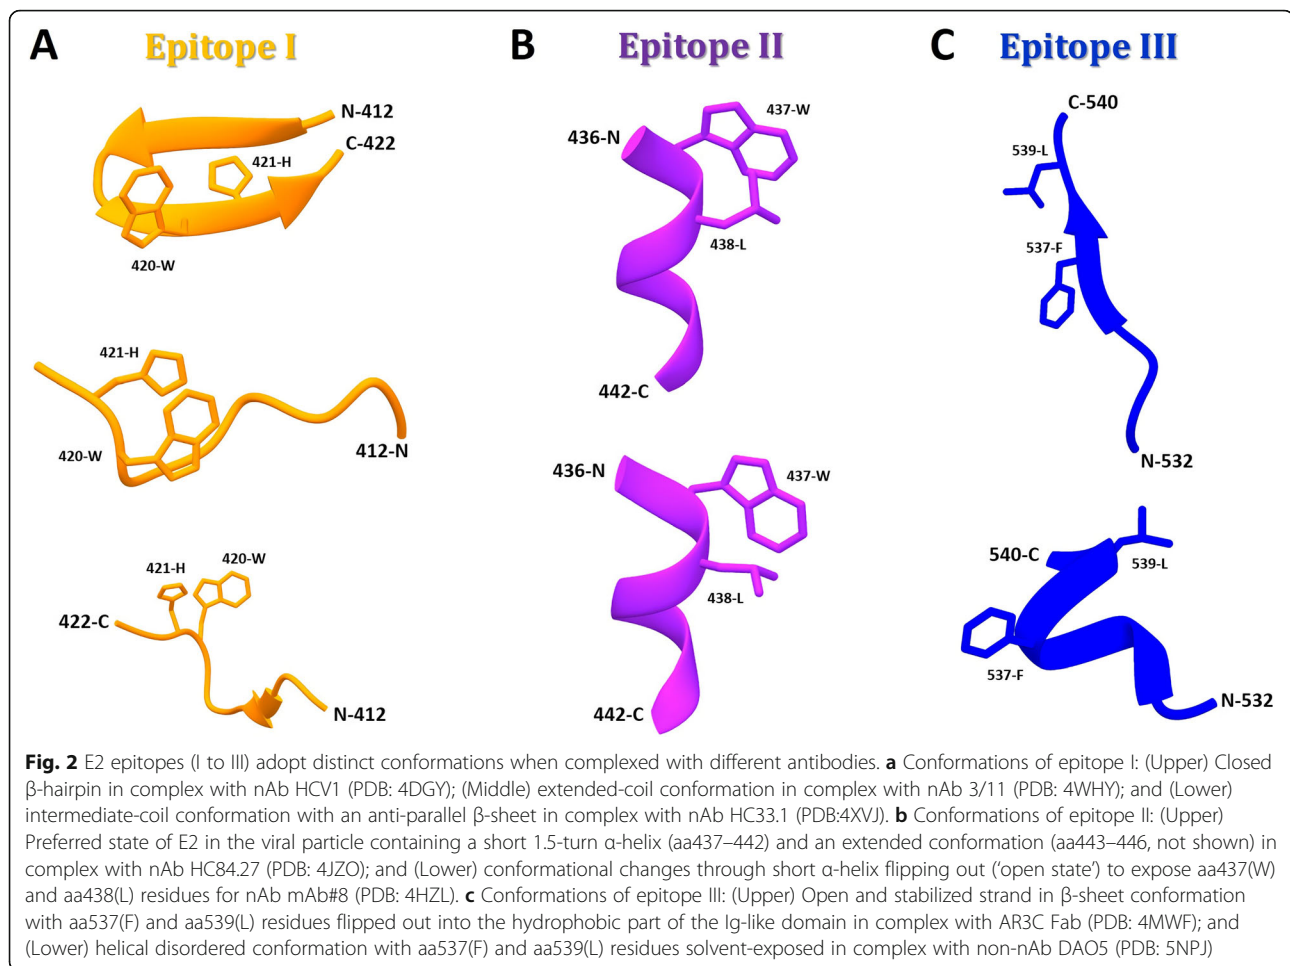 A Epitope I
B Epitope II
C Epitope III
N-412
C-422
421-H
420-W
421-H
420-W
412-N
420-W
421-H
422-C
N-412
437-W
436-N
438-L
442-C
436-N
437-W
438-L
442-C
C-540
539-L
537-F
N-532
540-C
539-L
537-F
N-532
Fig. 2 E2 epitopes (I to III) adopt distinct conformations when complexed with different antibodies. a Conformations of epitope I: (Upper) Closed
β-hairpin in complex with nAb HCV1 (PDB: 4DGY); (Middle) extended-coil conformation in complex with nAb 3/11 (PDB: 4WHY); and (Lower)
intermediate-coil conformation with an anti-parallel β-sheet in complex with nAb HC33.1 (PDB:4XVJ). b Conformations of epitope II: (Upper)
Preferred state of E2 in the viral particle containing a short 1.5-turn α-helix (aa437–442) and an extended conformation (aa443–446, not shown) in
complex with nAb HC84.27 (PDB: 4JZO); and (Lower) conformational changes through short α-helix flipping out (‘open state’) to expose aa437(W)
and aa438(L) residues for nAb mAb#8 (PDB: 4HZL). c Conformations of epitope III: (Upper) Open and stabilized strand in β-sheet conformation
with aa537(F) and aa539(L) residues flipped out into the hydrophobic part of the Ig-like domain in complex with AR3C Fab (PDB: 4MWF); and
(Lower) helical disordered conformation with aa537(F) and aa539(L) residues solvent-exposed in complex with non-nAb DAO5 (PDB: 5NPJ)